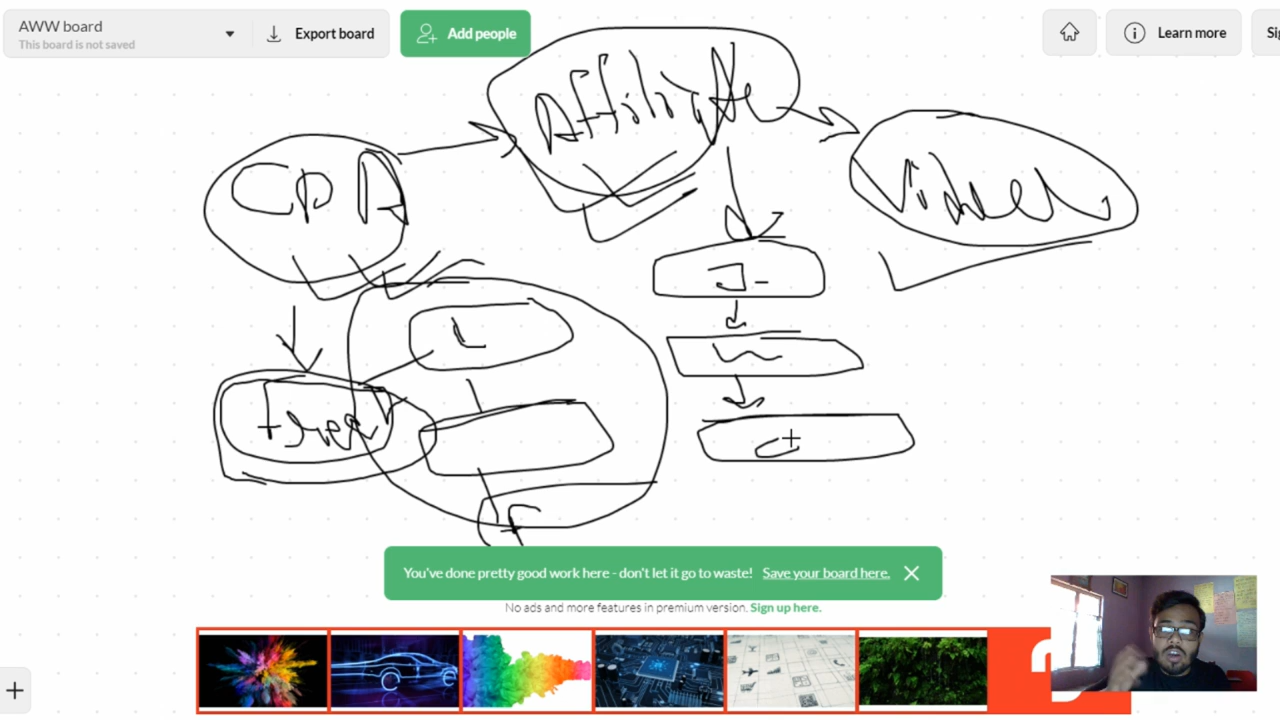 AWW board
This board is not saved
Export board
Add people
Learn more
CPA
Affiliate
Video
free
You've done pretty good work here - don't let it go to waste! Save your board here.
No ads and more features in premium version. Sign up here.